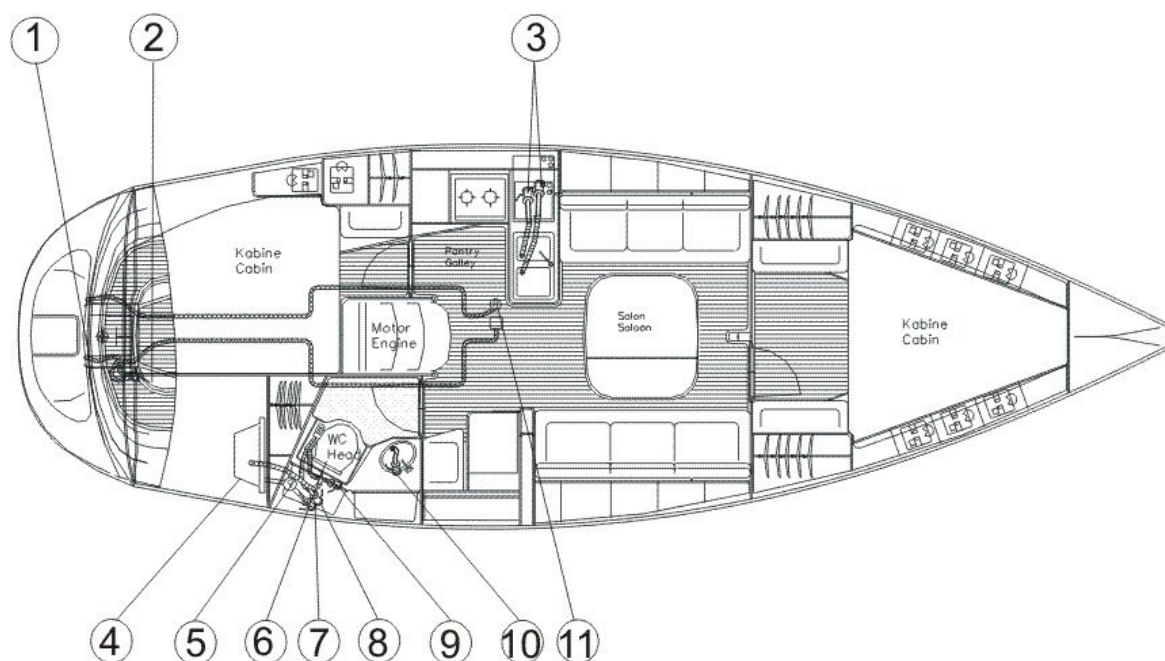 1
2
3
Kabine
Cabin
Pantry
Galley
Motor
Engine
Salon
Saloon
Kabine
Cabin
WC
Head
4
5
6
7
8
9
10
11